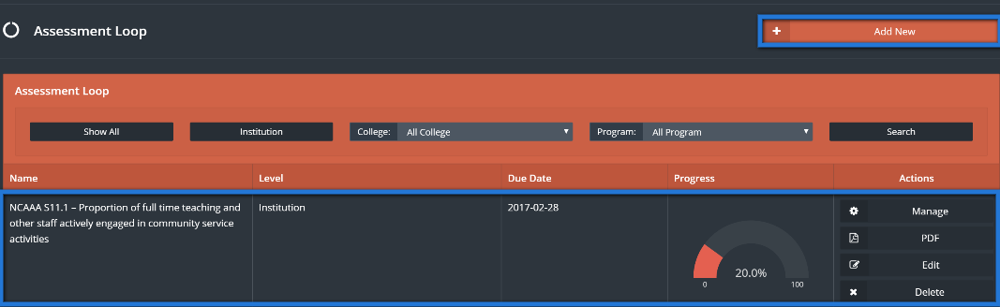 Assessment Loop
Add New
Assessment Loop
Show All
Institution
College: All College
Program: All Program
Search
Name Level Due Date Progress Actions
NCAAA S11.1 – Proportion of full time teaching and
other staff actively engaged in community service
activities
Institution
2017-02-28
20.0%
0 100
Manage
PDF
Edit
Delete